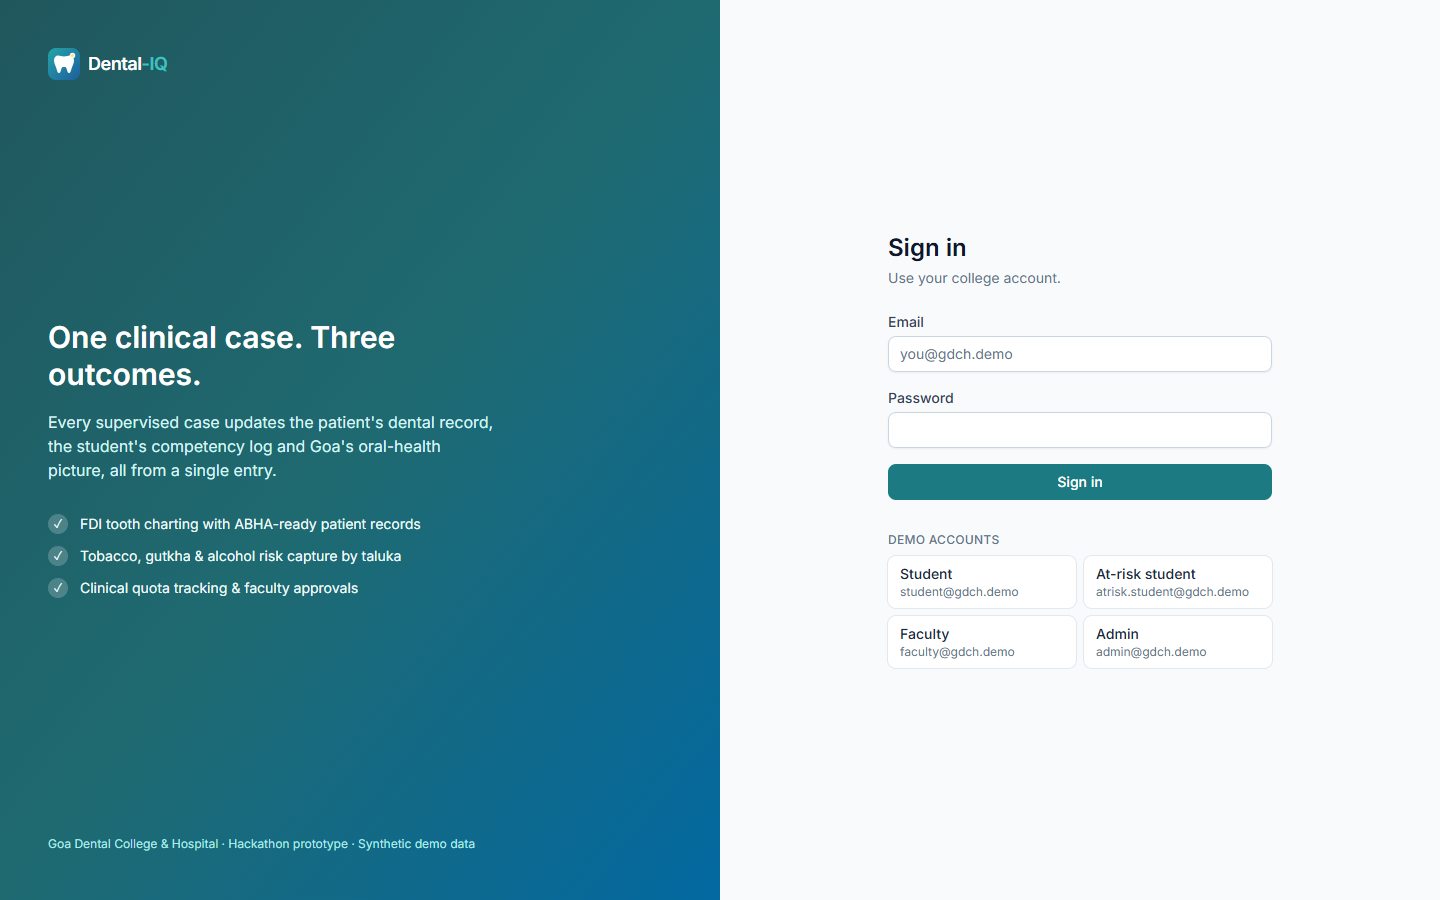 Dental-IQ
One clinical case. Three
outcomes.
Every supervised case updates the patient's dental record,
the student's competency log and Goa's oral-health
picture, all from a single entry.
✓ FDI tooth charting with ABHA-ready patient records
✓ Tobacco, gutkha & alcohol risk capture by taluka
✓ Clinical quota tracking & faculty approvals
Goa Dental College & Hospital · Hackathon prototype · Synthetic demo data
Sign in
Use your college account.
Email
you@gdch.demo
Password
Sign in
DEMO ACCOUNTS
Student
student@gdch.demo
At-risk student
atrisk.student@gdch.demo
Faculty
faculty@gdch.demo
Admin
admin@gdch.demo